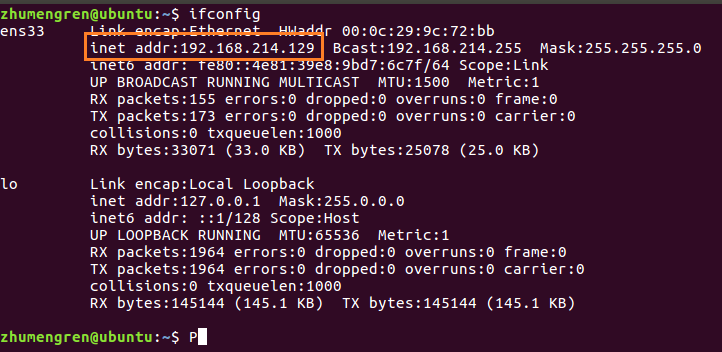 zhumengren@ubuntu:~$ ifconfig
ens33     Link encap:Ethernet  HWaddr 00:0c:29:9c:72:bb
          inet addr:192.168.214.129  Bcast:192.168.214.255  Mask:255.255.255.0
          inet6 addr: fe80::4e81:39e8:9bd7:6c7f/64 Scope:Link
          UP BROADCAST RUNNING MULTICAST  MTU:1500  Metric:1
          RX packets:155 errors:0 dropped:0 overruns:0 frame:0
          TX packets:173 errors:0 dropped:0 overruns:0 carrier:0
          collisions:0 txqueuelen:1000
          RX bytes:33071 (33.0 KB)  TX bytes:25078 (25.0 KB)
lo        Link encap:Local Loopback
          inet addr:127.0.0.1  Mask:255.0.0.0
          inet6 addr: ::1/128 Scope:Host
          UP LOOPBACK RUNNING  MTU:65536  Metric:1
          RX packets:1964 errors:0 dropped:0 overruns:0 frame:0
          TX packets:1964 errors:0 dropped:0 overruns:0 carrier:0
          collisions:0 txqueuelen:1000
          RX bytes:145144 (145.1 KB)  TX bytes:145144 (145.1 KB)
zhumengren@ubuntu:~$ P